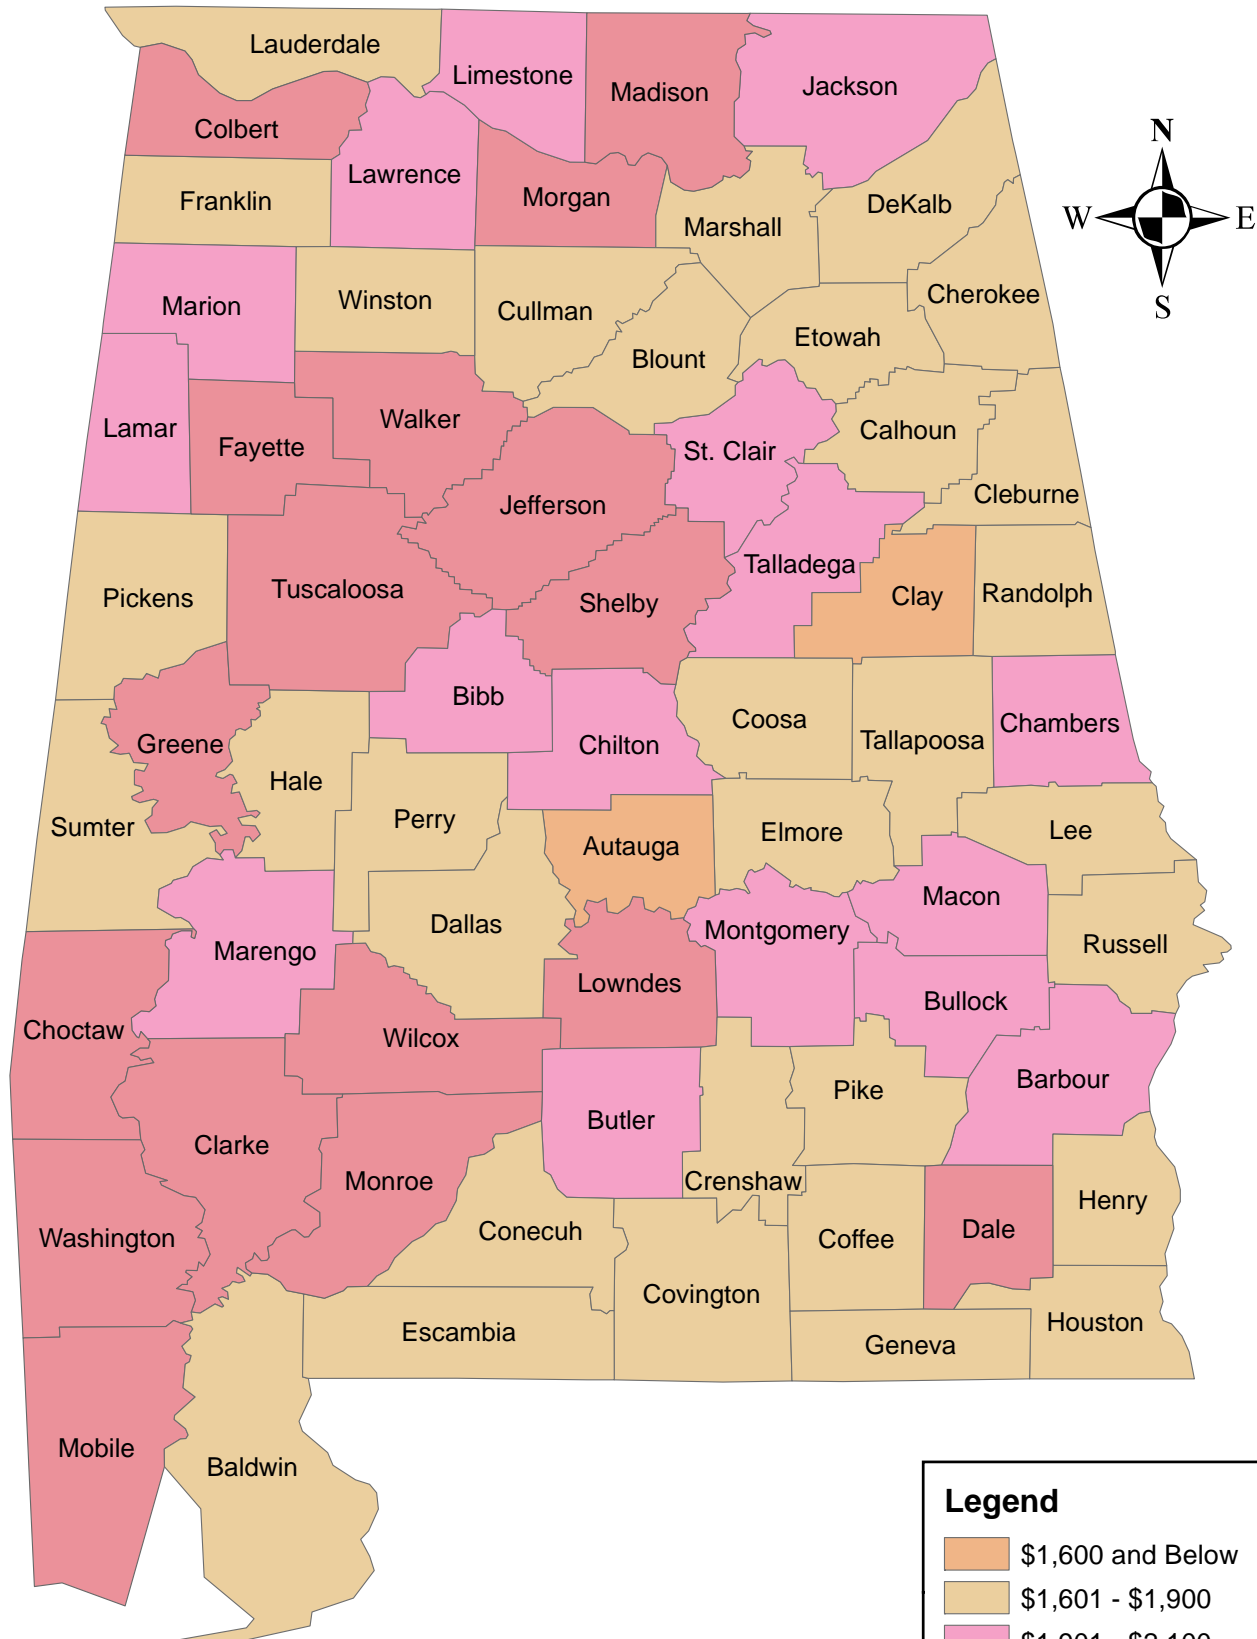 Lauderdale
Limestone
Madison
Jackson
Colbert
Lawrence
Morgan
Franklin
DeKalb
Marshall
N
W
E
S
Cherokee
Marion
Winston
Cullman
Etowah
Blount
Lamar
Fayette
Walker
Calhoun
St. Clair
Jefferson
Cleburne
Talladega
Pickens
Tuscaloosa
Shelby
Clay
Randolph
Bibb
Coosa
Chambers
Greene
Chilton
Tallapoosa
Hale
Perry
Sumter
Autauga
Elmore
Lee
Macon
Dallas
Montgomery
Russell
Marengo
Lowndes
Bullock
Choctaw
Wilcox
Barbour
Pike
Butler
Clarke
Monroe
Crenshaw
Henry
Washington
Conecuh
Coffee
Dale
Covington
Houston
Escambia
Geneva
Mobile
Baldwin
Legend
$1,600 and Below
$1,601 - $1,900